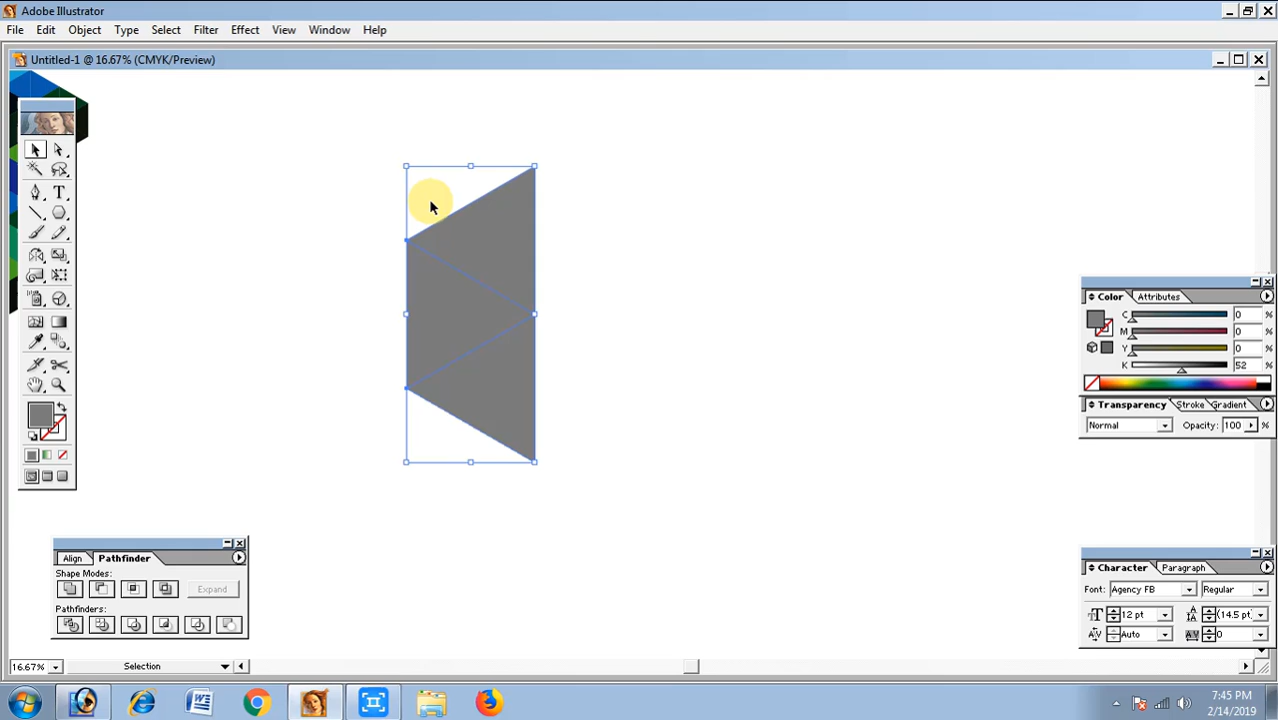 Adobe Illustrator
File Edit Object Type Select Filter Effect View Window Help
Untitled-1 @ 16.67% (CMYK/Preview)
Color Attributes
C 0 %
M 0 %
Y 0 %
K 52 %
Transparency Stroke Gradient
Normal Opacity: 100 %
Align Pathfinder
Shape Modes:
Expand
Pathfinders:
Character Paragraph
Font: Agency FB Regular
12 pt (14.5 pt)
Auto 0
16.67% Selection
7:45 PM
2/14/2019